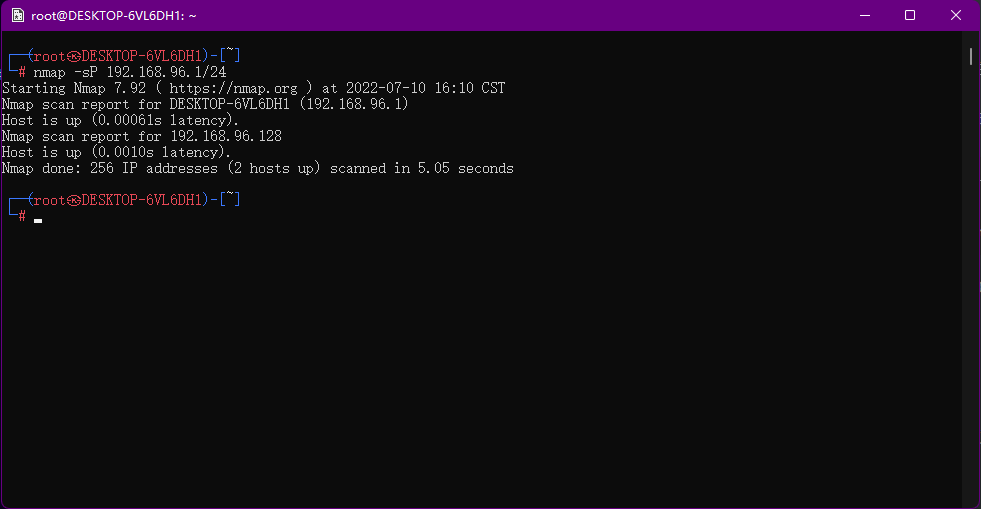 root@DESKTOP-6VL6DH1: ~
┌──(root㉿DESKTOP-6VL6DH1)-[~]
└─# nmap -sP 192.168.96.1/24
Starting Nmap 7.92 ( https://nmap.org ) at 2022-07-10 16:10 CST
Nmap scan report for DESKTOP-6VL6DH1 (192.168.96.1)
Host is up (0.00061s latency).
Nmap scan report for 192.168.96.128
Host is up (0.0010s latency).
Nmap done: 256 IP addresses (2 hosts up) scanned in 5.05 seconds
┌──(root㉿DESKTOP-6VL6DH1)-[~]
└─#